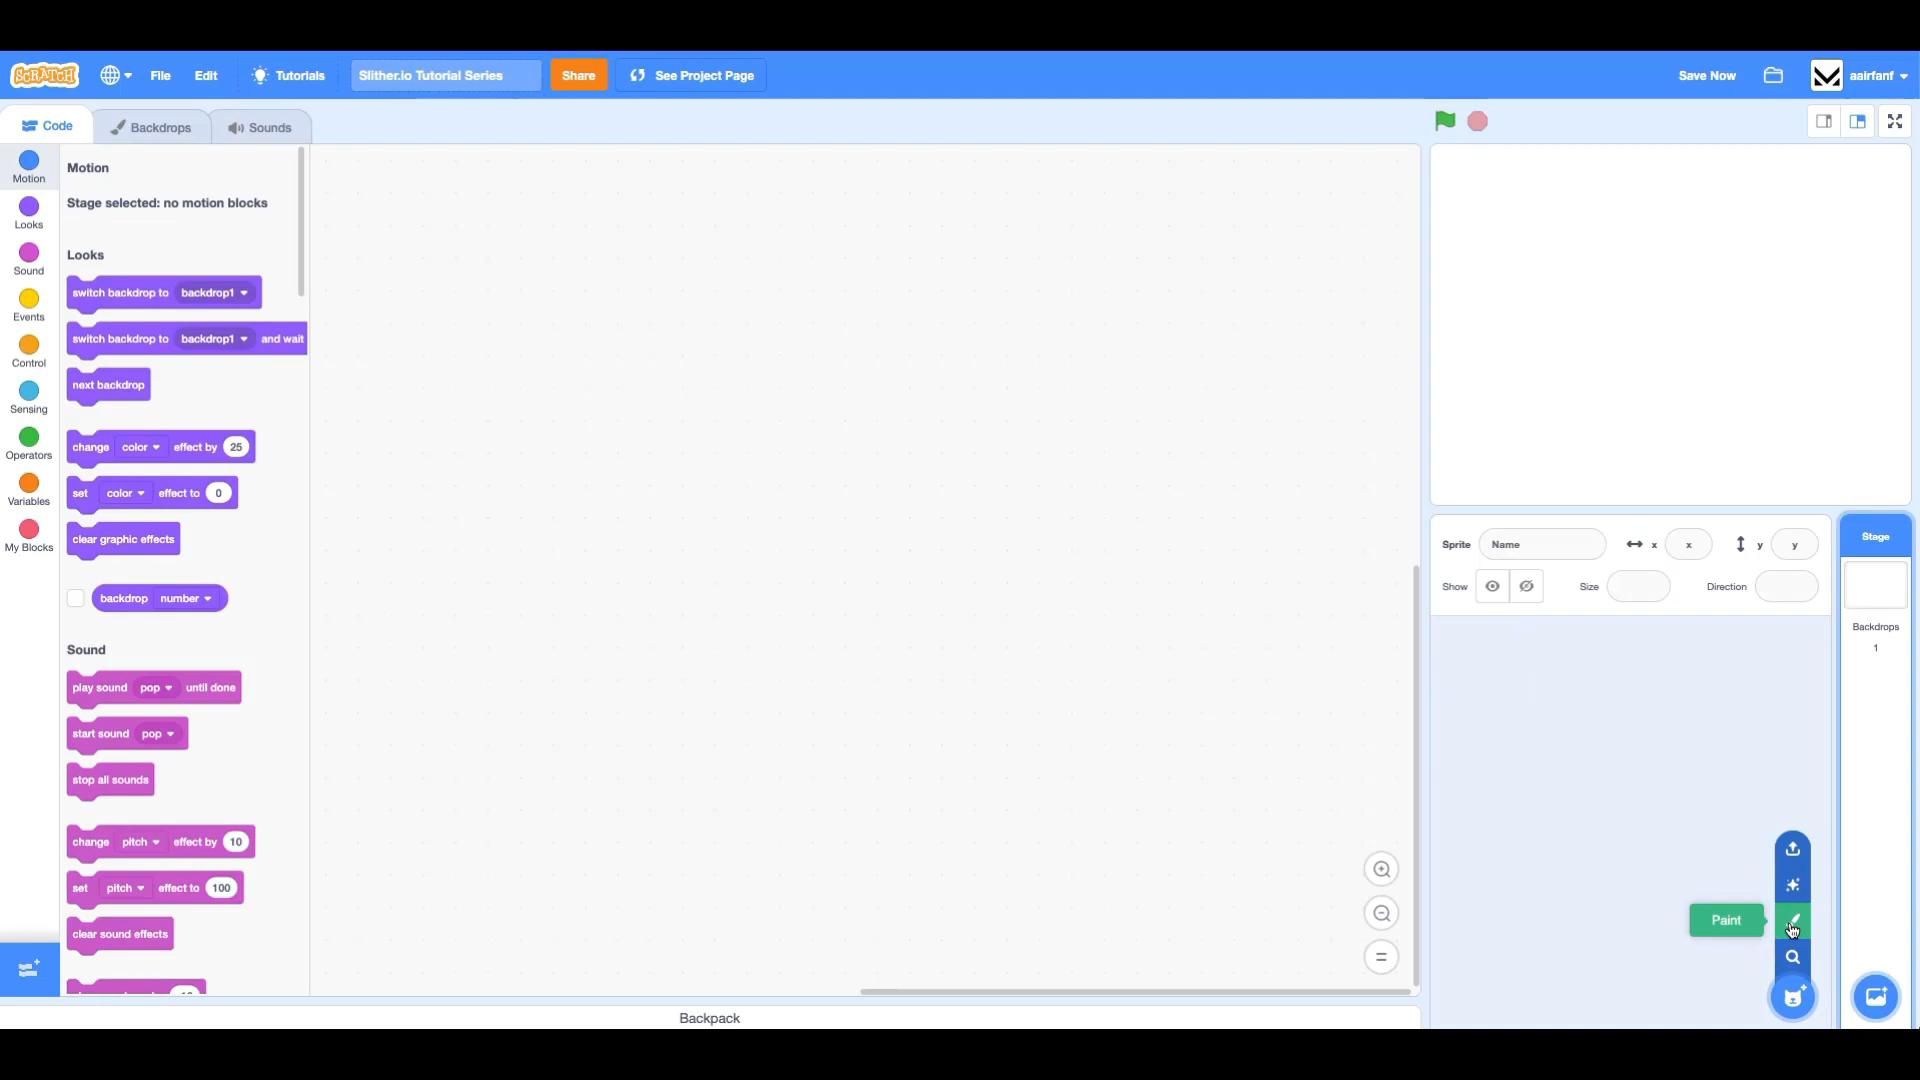 SCRATCH File Edit Tutorials Slither.io Tutorial Series Share See Project Page Save Now aairfanf
Code Backdrops Sounds
Motion
Looks
Sound
Events
Control
Sensing
Operators
Variables
My Blocks
Motion
Stage selected: no motion blocks
Looks
switch backdrop to backdrop1
switch backdrop to backdrop1 and wait
next backdrop
change color effect by 25
set color effect to 0
clear graphic effects
backdrop number
Sound
play sound pop until done
start sound pop
stop all sounds
change pitch effect by 10
set pitch effect to 100
clear sound effects
Backpack
Sprite Name x x y y
Show Size Direction
Paint
Stage
Backdrops
1